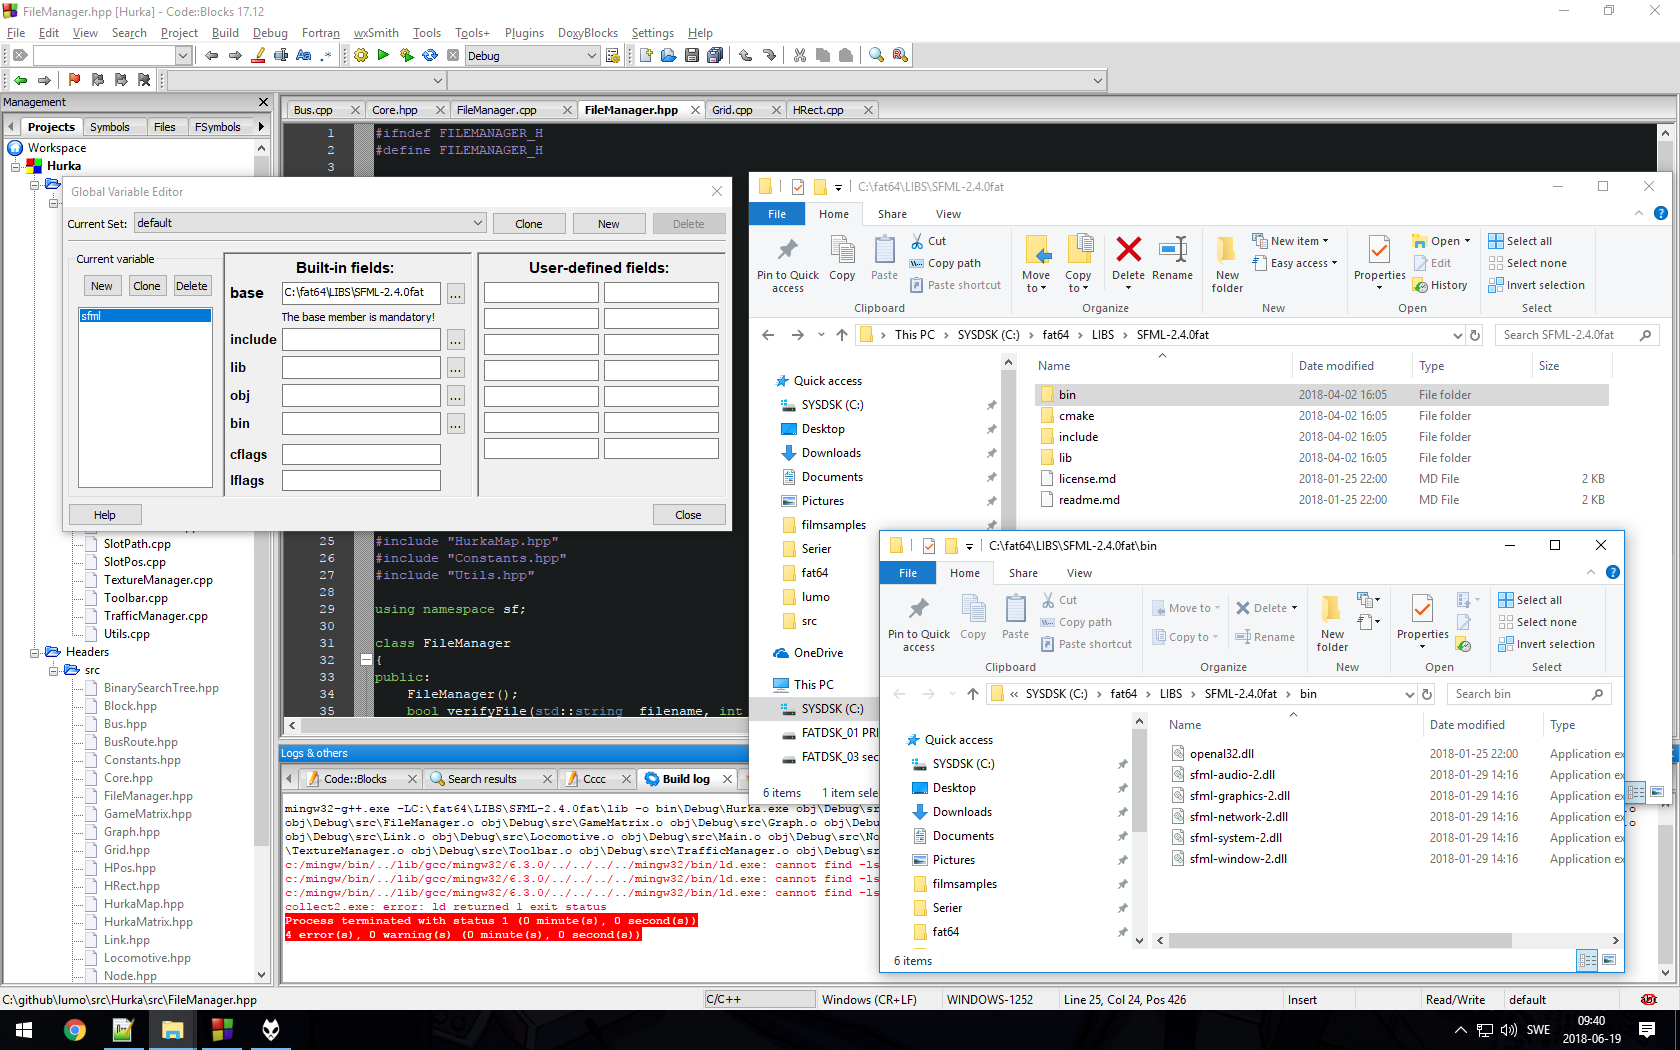 FileManager.hpp [Hurka] - Code::Blocks 17.12
File Edit View Search Project Build Debug Fortran wxSmith Tools Tools+ Plugins DoxyBlocks Settings Help
Debug
Management
Projects Symbols Files FSymbols
Workspace
Hurka
SlotPath.cpp
SlotPos.cpp
TextureManager.cpp
Toolbar.cpp
TrafficManager.cpp
Utils.cpp
Headers
src
BinarySearchTree.hpp
Block.hpp
Bus.hpp
BusRoute.hpp
Constants.hpp
Core.hpp
FileManager.hpp
GameMatrix.hpp
Graph.hpp
Grid.hpp
HPos.hpp
HRect.hpp
HurkaMap.hpp
HurkaMatrix.hpp
Link.hpp
Locomotive.hpp
Node.hpp
Bus.cpp Core.hpp FileManager.cpp FileManager.hpp Grid.cpp HRect.cpp
1 #ifndef FILEMANAGER_H
2 #define FILEMANAGER_H
3
25 #include "HurkaMap.hpp"
26 #include "Constants.hpp"
27 #include "Utils.hpp"
28
29 using namespace sf;
30
31 class FileManager
32 {
33 public:
34 FileManager();
35 bool verifyFile(std::string filename, int
Global Variable Editor
Current Set: default Clone New Delete
Current variable
New Clone Delete
sfml
Built-in fields:
base C:\fat64\LIBS\SFML-2.4.0fat ...
The base member is mandatory!
include ...
lib ...
obj ...
bin ...
cflags
lflags
User-defined fields:
Help Close
C:\fat64\LIBS\SFML-2.4.0fat
File Home Share View
Pin to Quick access
Copy
Paste
Cut
Copy path
Paste shortcut
Clipboard
Move to
Copy to
Delete
Rename
Organize
New folder
New item
Easy access
New
Properties
Open
Edit
History
Open
Select all
Select none
Invert selection
Select
This PC SYSDSK (C:) fat64 LIBS SFML-2.4.0fat
Search SFML-2.4.0fat
Quick access
SYSDSK (C:)
Desktop
Downloads
Documents
Pictures
filmsamples
Serier
fat64
lumo
src
OneDrive
This PC
SYSDSK (C:)
FATDSK_01 PRI
FATDSK_03 sec
Name Date modified Type Size
bin 2018-04-02 16:05 File folder
cmake 2018-04-02 16:05 File folder
include 2018-04-02 16:05 File folder
lib 2018-04-02 16:05 File folder
license.md 2018-01-25 22:00 MD File 2 KB
readme.md 2018-01-25 22:00 MD File 2 KB
6 items 1 item sele
C:\fat64\LIBS\SFML-2.4.0fat\bin
File Home Share View
Pin to Quick access
Copy
Paste
Cut
Copy path
Paste shortcut
Clipboard
Move to
Copy to
Delete
Rename
Organize
New folder
New
Properties
Open
Select all
Select none
Invert selection
Select
« SYSDSK (C:) fat64 LIBS SFML-2.4.0fat bin
Search bin
Quick access
SYSDSK (C:)
Desktop
Downloads
Documents
Pictures
filmsamples
Serier
fat64
Name Date modified Type
openal32.dll 2018-01-25 22:00 Application ex
sfml-audio-2.dll 2018-01-29 14:16 Application ex
sfml-graphics-2.dll 2018-01-29 14:16 Application ex
sfml-network-2.dll 2018-01-29 14:16 Application ex
sfml-system-2.dll 2018-01-29 14:16 Application ex
sfml-window-2.dll 2018-01-29 14:16 Application ex
6 items
Logs & others
Code::Blocks Search results Cccc Build log
mingw32-g++.exe -LC:\fat64\LIBS\SFML-2.4.0fat\lib -o bin\Debug\Hurka.exe obj\Debug\sr
obj\Debug\src\FileManager.o obj\Debug\src\GameMatrix.o obj\Debug\src\Graph.o obj\Debu
obj\Debug\src\Link.o obj\Debug\src\Locomotive.o obj\Debug\src\Main.o obj\Debug\src\No
\TextureManager.o obj\Debug\src\Toolbar.o obj\Debug\src\TrafficManager.o obj\Debug\sr
c:/mingw/bin/../lib/gcc/mingw32/6.3.0/../../../../mingw32/bin/ld.exe: cannot find -ls
c:/mingw/bin/../lib/gcc/mingw32/6.3.0/../../../../mingw32/bin/ld.exe: cannot find -ls
c:/mingw/bin/../lib/gcc/mingw32/6.3.0/../../../../mingw32/bin/ld.exe: cannot find -ls
collect2.exe: error: ld returned 1 exit status
Process terminated with status 1 (0 minute(s), 0 second(s))
4 error(s), 0 warning(s) (0 minute(s), 0 second(s))
C:\github\lumo\src\Hurka\src\FileManager.hpp C/C++ Windows (CR+LF) WINDOWS-1252 Line 25, Col 24, Pos 426 Insert Read/Write default
SWE
09:40
2018-06-19